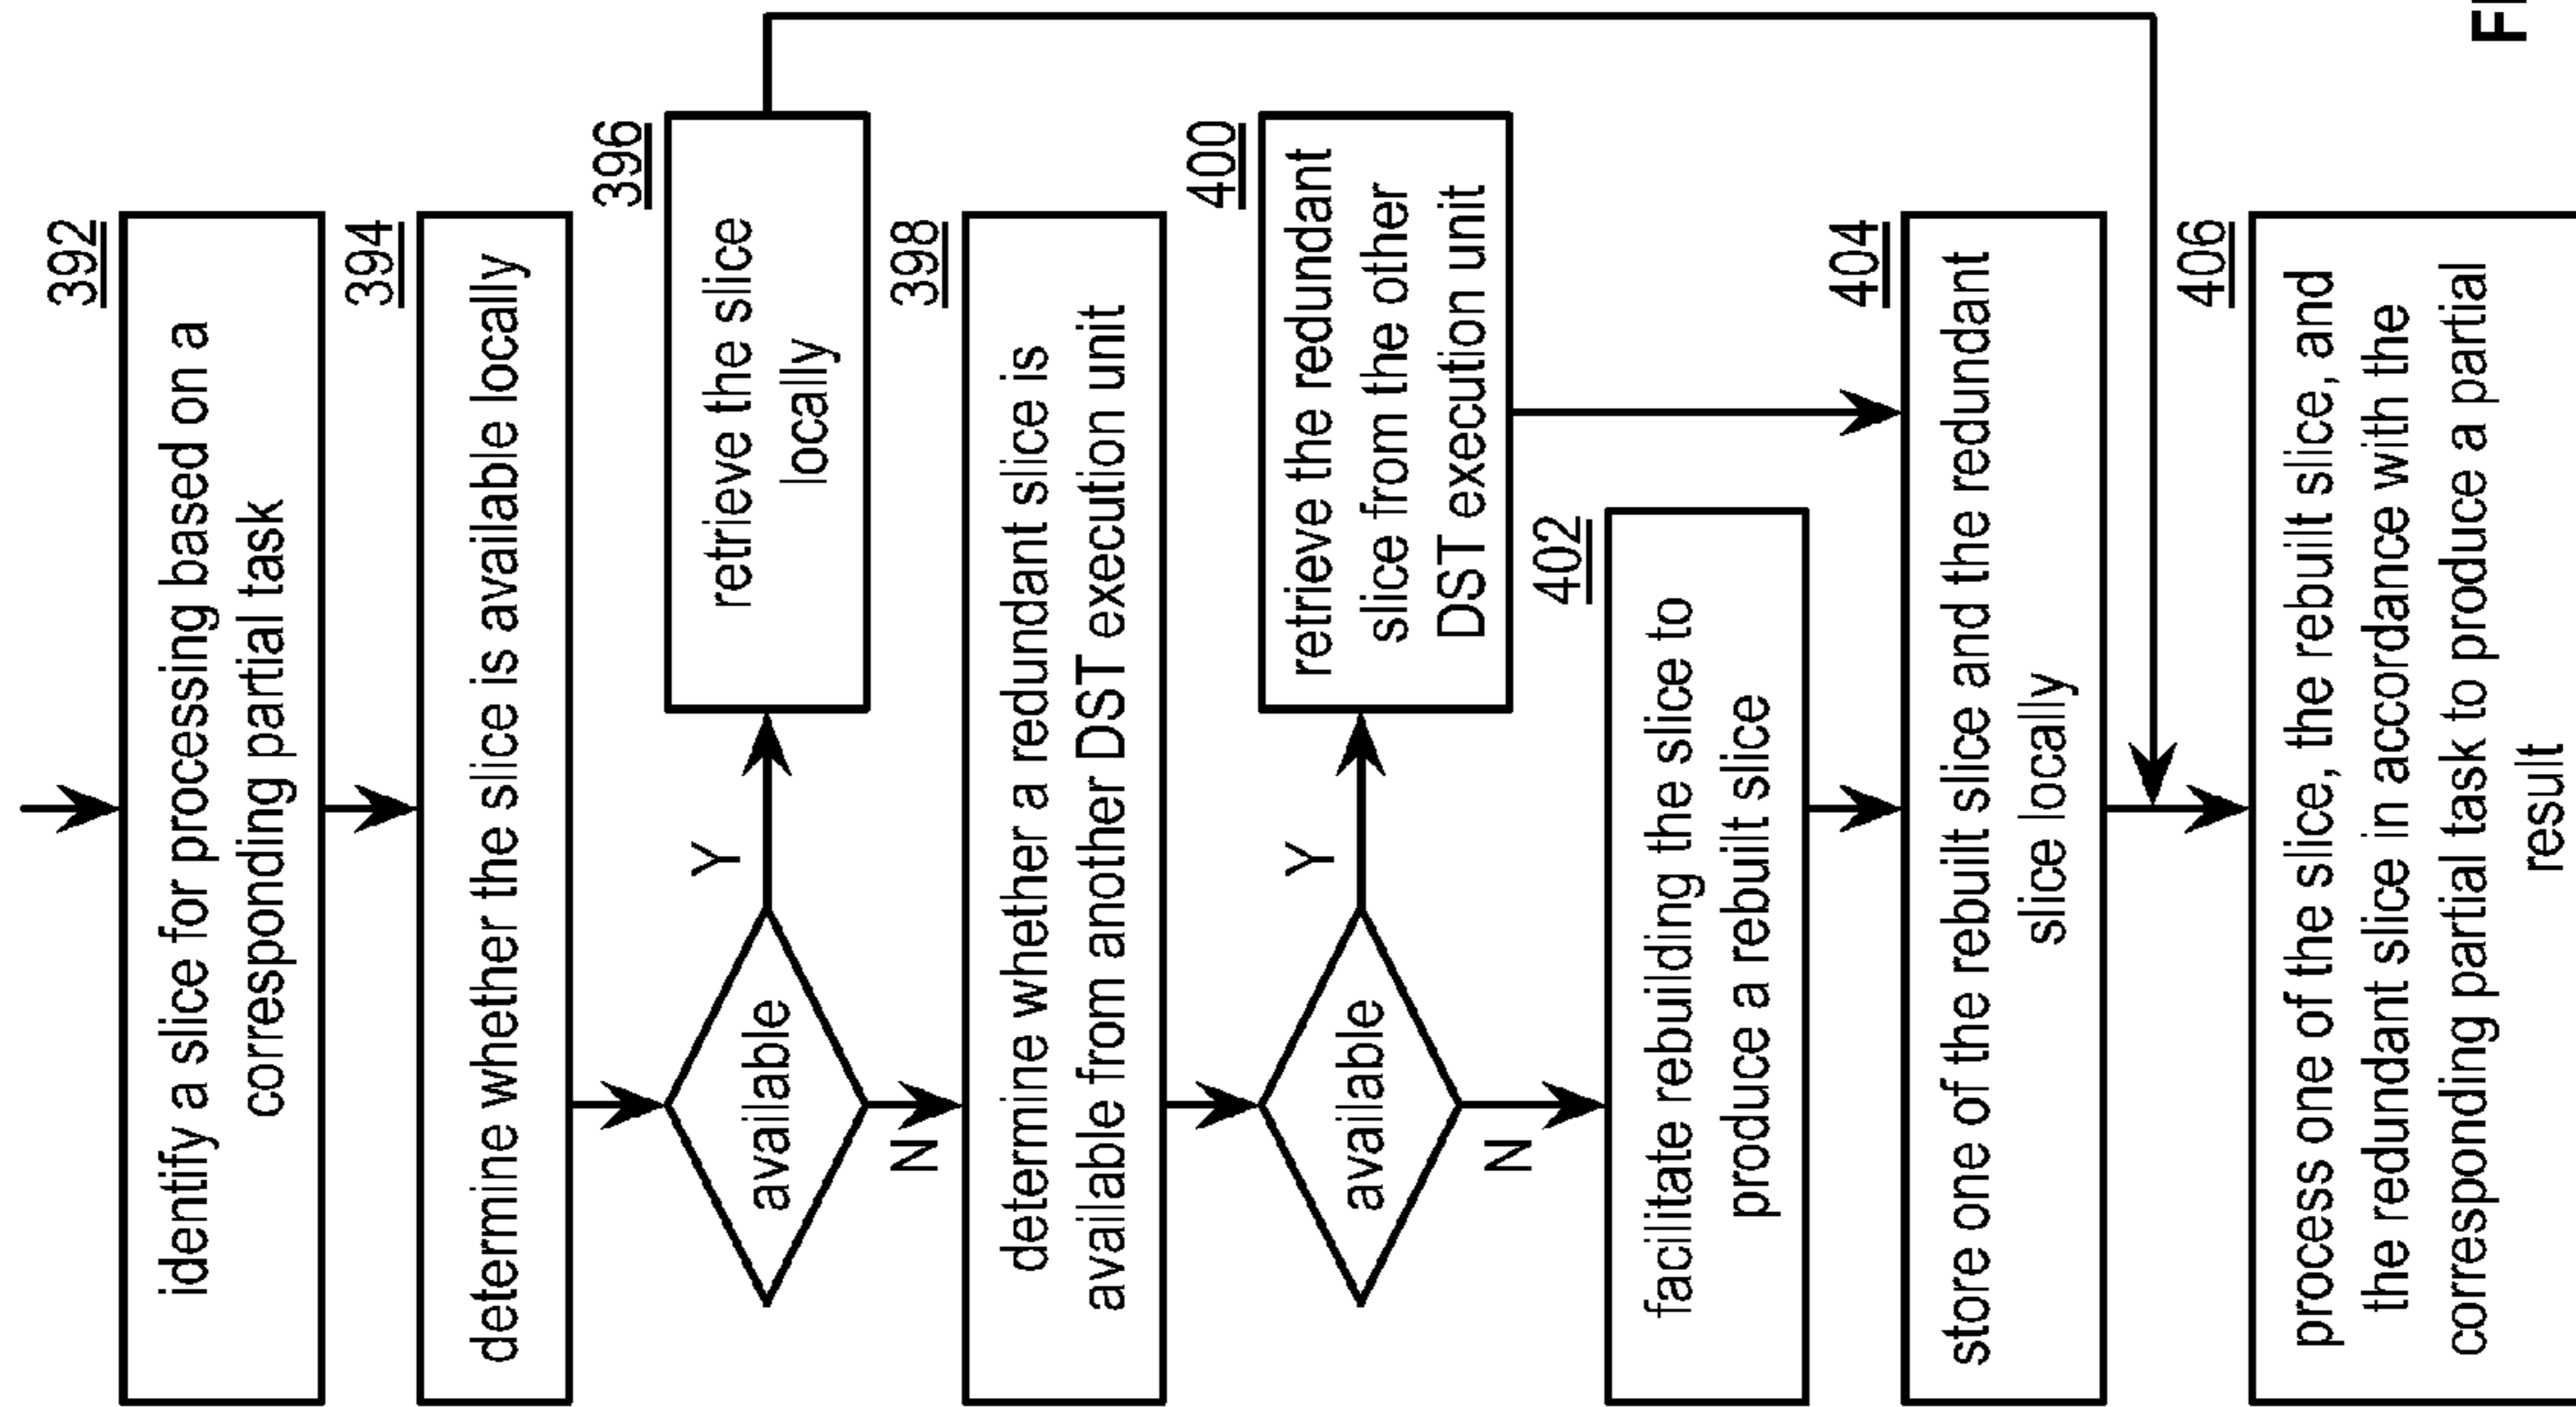 392
identify a slice for processing based on a
corresponding partial task
394
determine whether the slice is available locally
available
Y
N
396
retrieve the slice
locally
398
determine whether a redundant slice is
available from another DST execution unit
available
Y
N
400
retrieve the redundant
slice from the other
DST execution unit
402
facilitate rebuilding the slice to
produce a rebuilt slice
404
store one of the rebuilt slice and the redundant
slice locally
406
process one of the slice, the rebuilt slice, and
the redundant slice in accordance with the
corresponding partial task to produce a partial
result